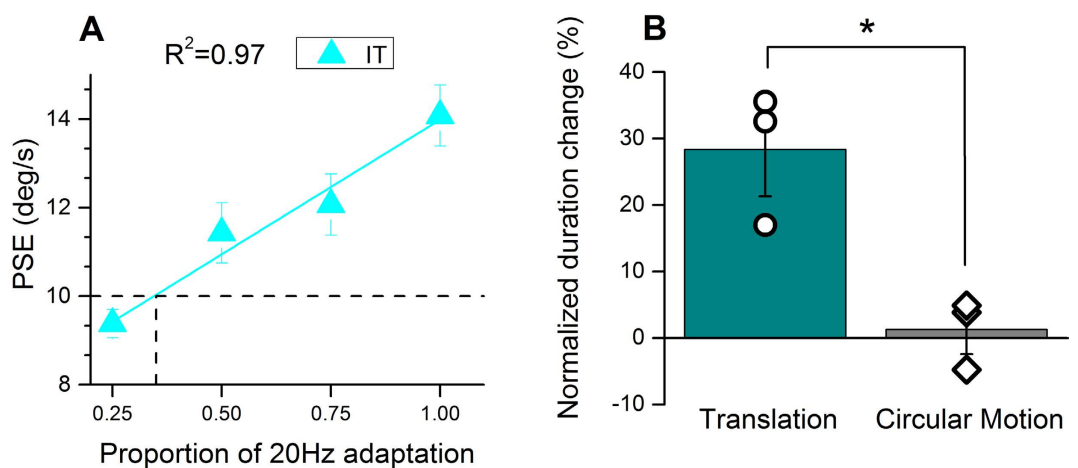 A
R²=0.97
IT
PSE (deg/s)
14
12
10
8
0.25 0.50 0.75 1.00
Proportion of 20Hz adaptation
B
*
Normalized duration change (%)
40
30
20
10
0
-10
Translation Circular Motion